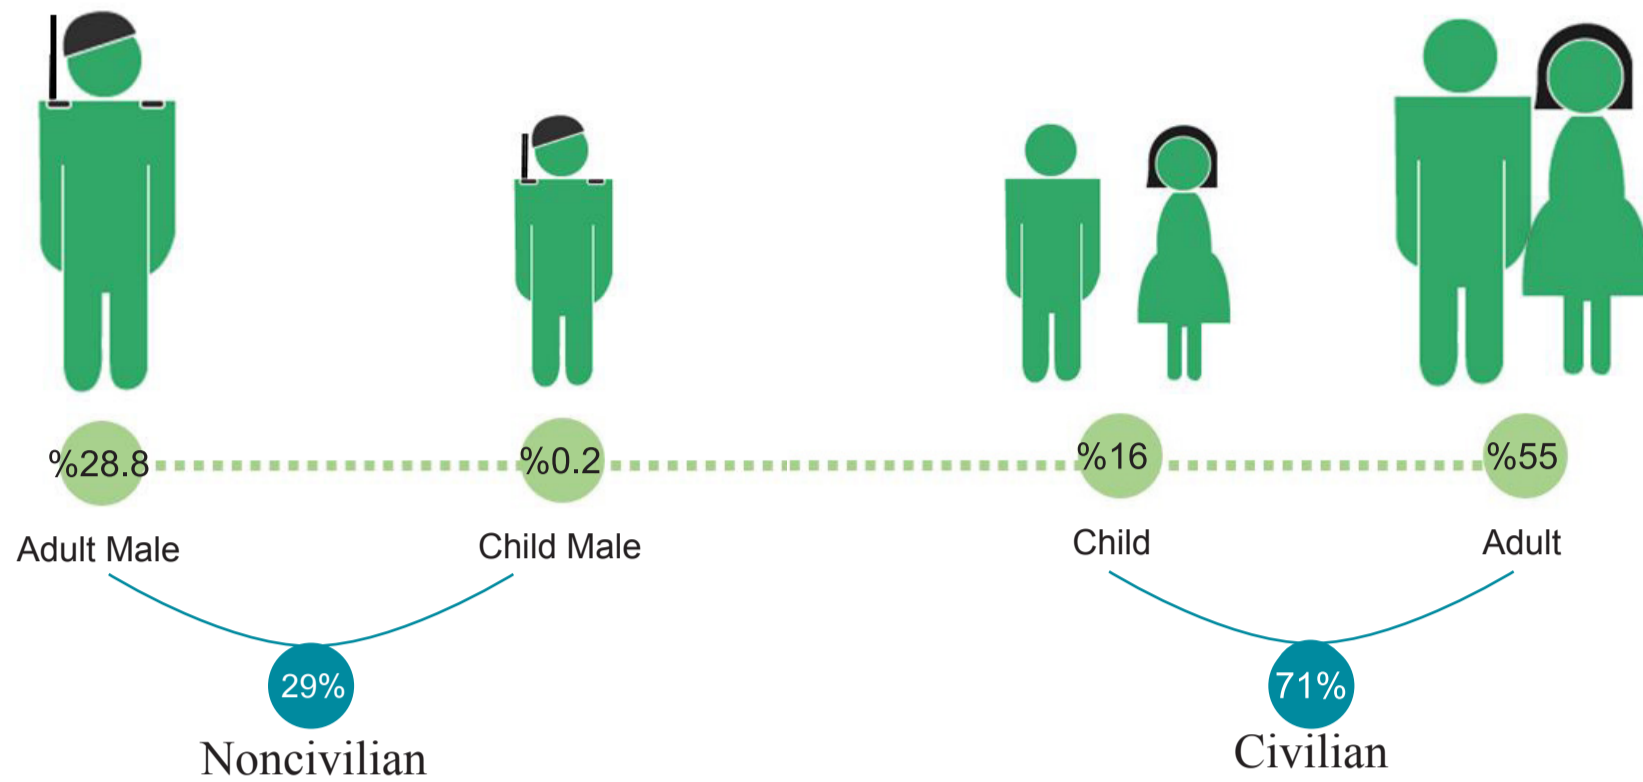 %28.8 %0.2 %16 %55
Adult Male Child Male Child Adult
29% 71%
Noncivilian Civilian